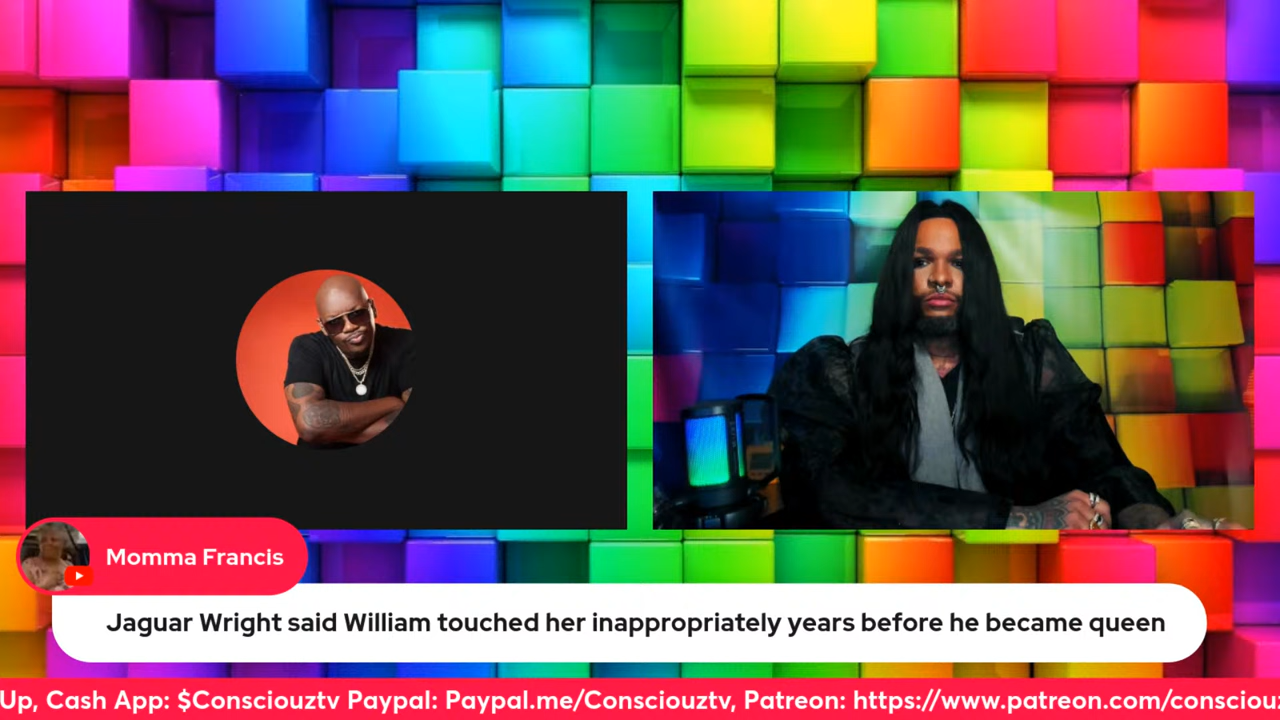 Momma Francis
Jaguar Wright said William touched her inappropriately years before he became queen
Up, Cash App: $Consciouztv Paypal: Paypal.me/Consciouztv, Patreon: https://www.patreon.com/consciouz